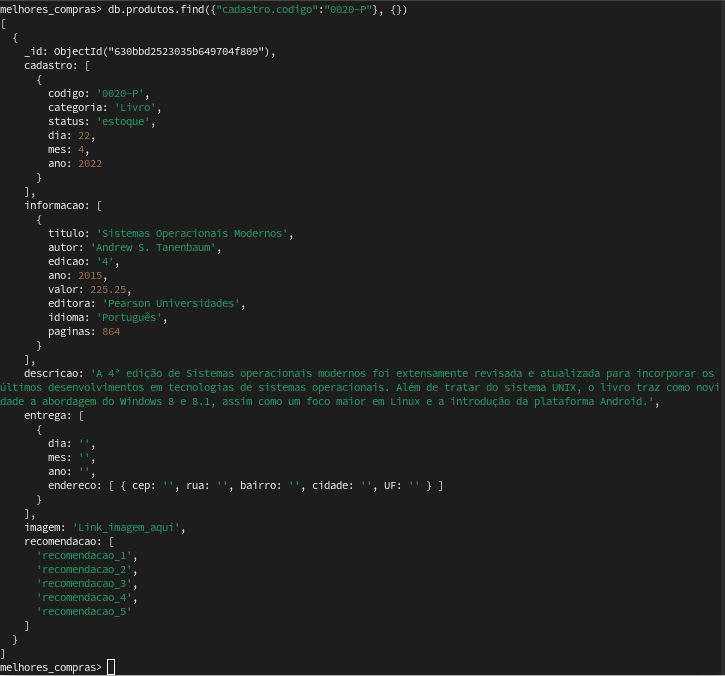 melhores_compras> db.produtos.find({"cadastro.codigo":"0020-P"}, {})
[
  {
    _id: ObjectId("630bbd2523035b649704f809"),
    cadastro: [
      {
        codigo: '0020-P',
        categoria: 'Livro',
        status: 'estoque',
        dia: 22,
        mes: 4,
        ano: 2022
      }
    ],
    informacao: [
      {
        titulo: 'Sistemas Operacionais Modernos',
        autor: 'Andrew S. Tanenbaum',
        edicao: '4',
        ano: 2015,
        valor: 225.25,
        editora: 'Pearson Universidades',
        idioma: 'Português',
        paginas: 864
      }
    ],
    descricao: 'A 4ª edição de Sistemas operacionais modernos foi extensamente revisada e atualizada para incorporar os
últimos desenvolvimentos em tecnologias de sistemas operacionais. Além de tratar do sistema UNIX, o livro traz como novi
dade a abordagem do Windows 8 e 8.1, assim como um foco maior em Linux e a introdução da plataforma Android.',
    entrega: [
      {
        dia: '',
        mes: '',
        ano: '',
        endereco: [ { cep: '', rua: '', bairro: '', cidade: '', UF: '' } ]
      }
    ],
    imagem: 'Link_imagem_aqui',
    recomendacao: [
      'recomendacao_1',
      'recomendacao_2',
      'recomendacao_3',
      'recomendacao_4',
      'recomendacao_5'
    ]
  }
]
melhores_compras>